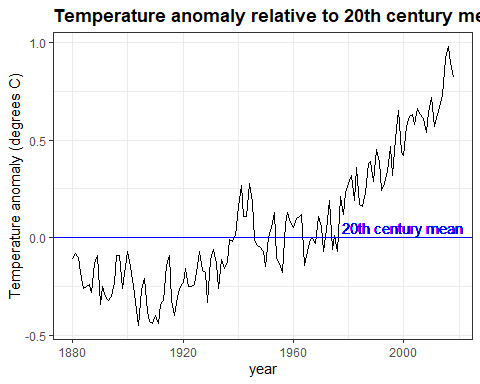 Temperature anomaly relative to 20th century me
1.0
0.5
0.0
-0.5
Temperature anomaly (degrees C)
20th century mean
1880
1920
1960
2000
year